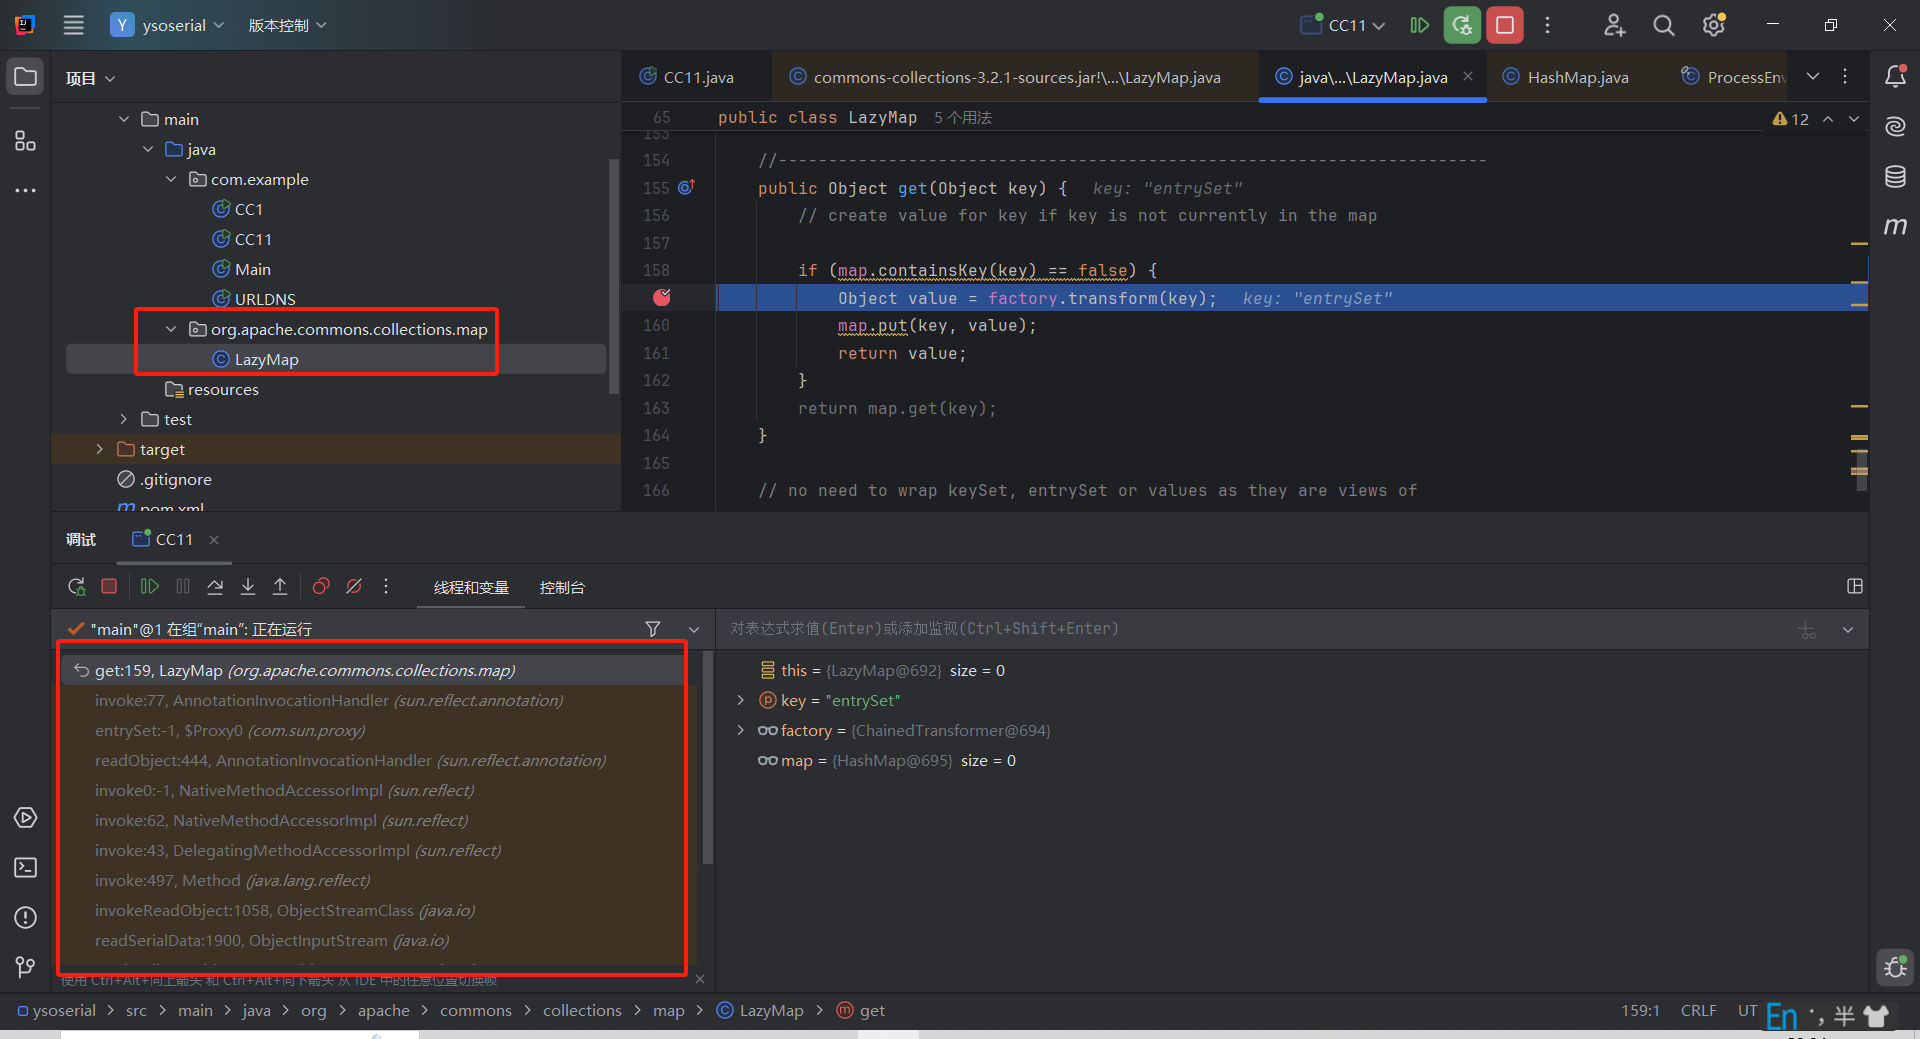 Y ysoserial 版本控制 CC11
项目
main
java
com.example
CC1
CC11
Main
URLDNS
org.apache.commons.collections.map
LazyMap
resources
test
target
.gitignore
pom.xml
CC11.java commons-collections-3.2.1-sources.jar!\...\LazyMap.java java\...\LazyMap.java HashMap.java ProcessEnv
65 public class LazyMap 5 个用法 12
153
154 //-----------------------------------------------------------------------
155 public Object get(Object key) { key: "entrySet"
156 // create value for key if key is not currently in the map
157
158 if (map.containsKey(key) == false) {
Object value = factory.transform(key); key: "entrySet"
160 map.put(key, value);
161 return value;
162 }
163 return map.get(key);
164 }
165
166 // no need to wrap keySet, entrySet or values as they are views of
调试 CC11
线程和变量 控制台
"main"@1 在组"main": 正在运行
get:159, LazyMap (org.apache.commons.collections.map)
invoke:77, AnnotationInvocationHandler (sun.reflect.annotation)
entrySet:-1, $Proxy0 (com.sun.proxy)
readObject:444, AnnotationInvocationHandler (sun.reflect.annotation)
invoke0:-1, NativeMethodAccessorImpl (sun.reflect)
invoke:62, NativeMethodAccessorImpl (sun.reflect)
invoke:43, DelegatingMethodAccessorImpl (sun.reflect)
invoke:497, Method (java.lang.reflect)
invokeReadObject:1058, ObjectStreamClass (java.io)
readSerialData:1900, ObjectInputStream (java.io)
使用 Ctrl+Alt+向上箭头 和 Ctrl+Alt+向下箭头 从 IDE 中的任意位置切换帧
对表达式求值(Enter)或添加监视(Ctrl+Shift+Enter)
this = {LazyMap@692} size = 0
key = "entrySet"
factory = {ChainedTransformer@694}
map = {HashMap@695} size = 0
ysoserial > src > main > java > org > apache > commons > collections > map > LazyMap > get
159:1 CRLF UT
En 半